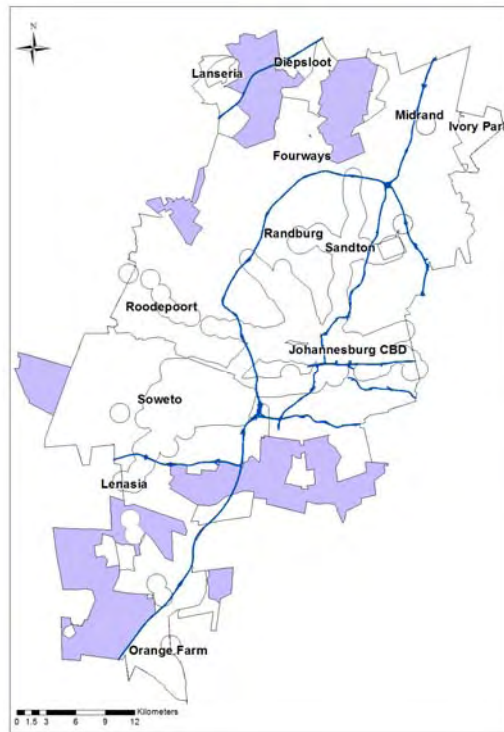 N
Diepsloot
Lanseria
Midrand
Ivory Park
Fourways
Randburg
Sandton
Roodepoort
Johannesburg CBD
Soweto
Lenasia
Orange Farm
Kilometers
0 1.5 3 6 9 12